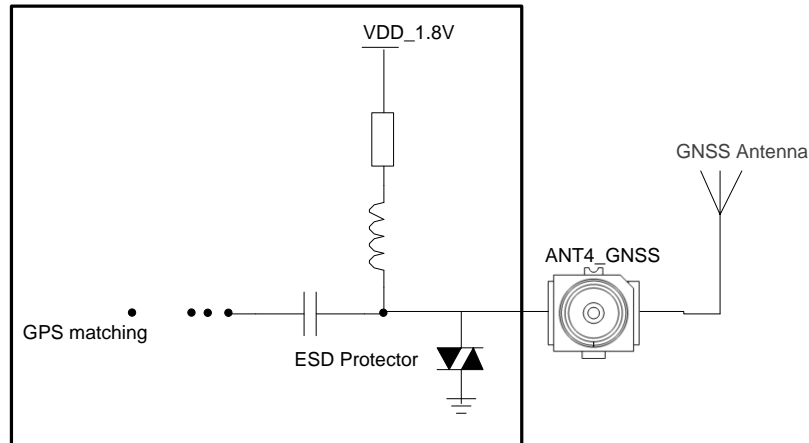 VDD_1.8V
GNSS Antenna
ANT4_GNSS
GPS matching
ESD Protector